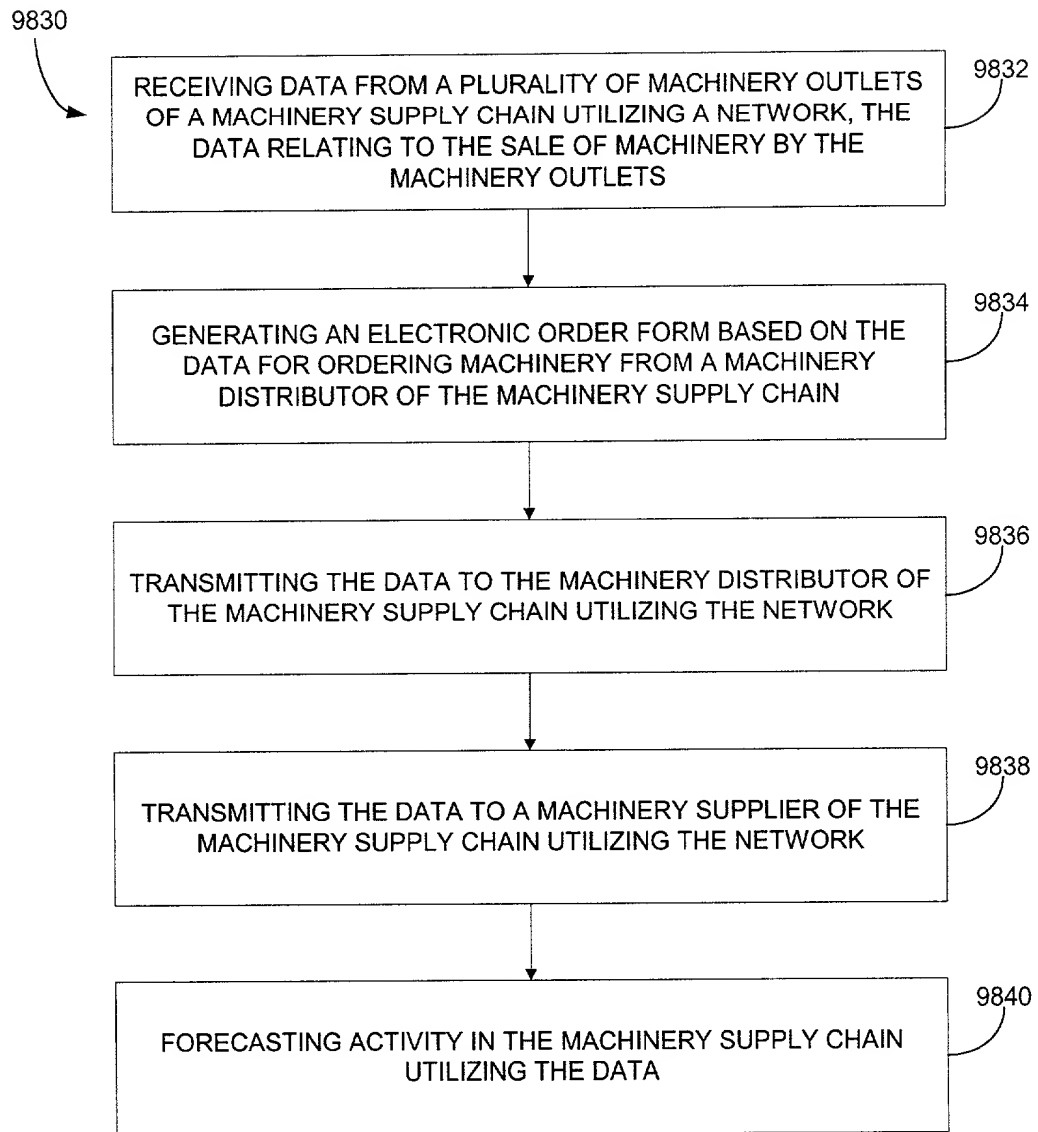 9830
RECEIVING DATA FROM A PLURALITY OF MACHINERY OUTLETS
OF A MACHINERY SUPPLY CHAIN UTILIZING A NETWORK, THE
DATA RELATING TO THE SALE OF MACHINERY BY THE
MACHINERY OUTLETS
9832
GENERATING AN ELECTRONIC ORDER FORM BASED ON THE
DATA FOR ORDERING MACHINERY FROM A MACHINERY
DISTRIBUTOR OF THE MACHINERY SUPPLY CHAIN
9834
TRANSMITTING THE DATA TO THE MACHINERY DISTRIBUTOR OF
THE MACHINERY SUPPLY CHAIN UTILIZING THE NETWORK
9836
TRANSMITTING THE DATA TO A MACHINERY SUPPLIER OF THE
MACHINERY SUPPLY CHAIN UTILIZING THE NETWORK
9838
FORECASTING ACTIVITY IN THE MACHINERY SUPPLY CHAIN
UTILIZING THE DATA
9840